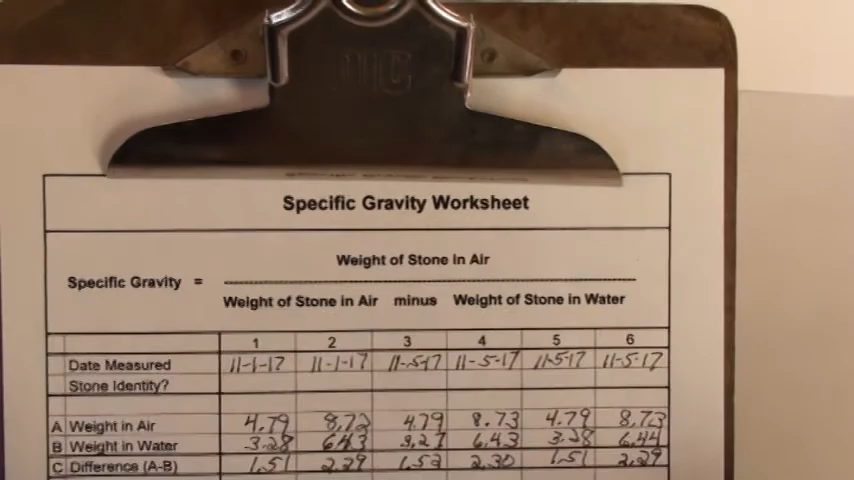 Specific Gravity Worksheet
Weight of Stone in Air
Specific Gravity =
Weight of Stone in Air minus Weight of Stone in Water
1 2 3 4 5 6
Date Measured 11-1-17 11-1-17 11-5-17 11-5-17 11-5-17 11-5-17
Stone Identity?
A Weight in Air 4.79 8.72 4.79 8.73 4.79 8.73
B Weight in Water 3.28 6.43 3.27 6.43 3.28 6.44
C Difference (A-B) 1.51 2.29 1.52 2.30 1.51 2.29